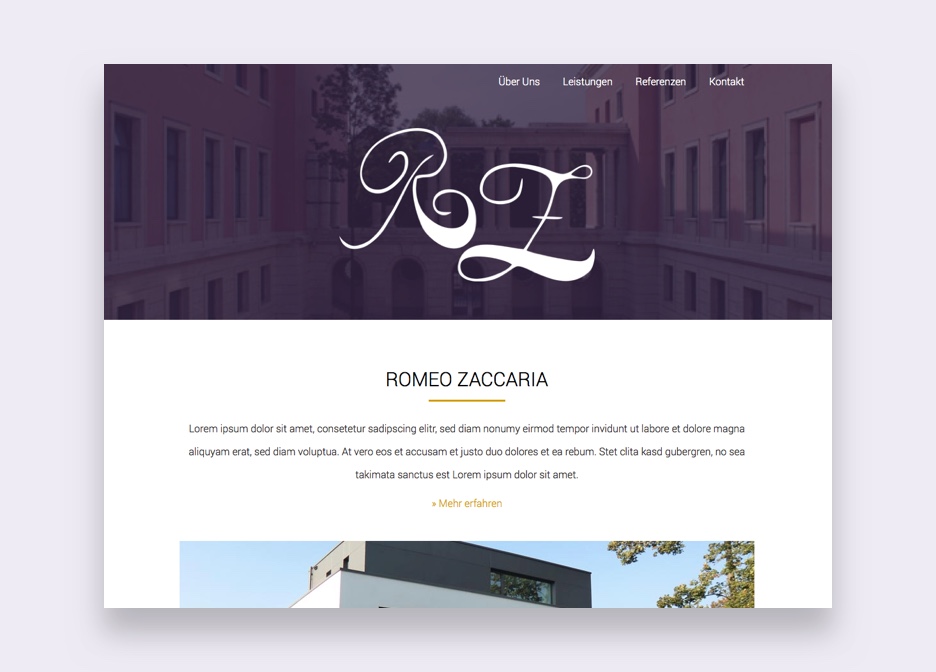 Über Uns Leistungen Referenzen Kontakt
RZ
ROMEO ZACCARIA
Lorem ipsum dolor sit amet, consetetur sadipscing elitr, sed diam nonumy eirmod tempor invidunt ut labore et dolore magna
aliquyam erat, sed diam voluptua. At vero eos et accusam et justo duo dolores et ea rebum. Stet clita kasd gubergren, no sea
takimata sanctus est Lorem ipsum dolor sit amet.
» Mehr erfahren